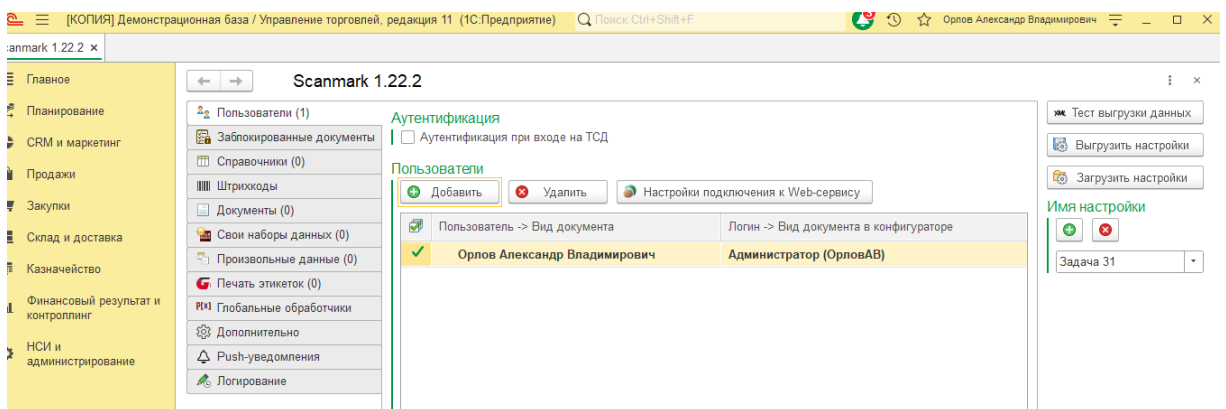 [КОПИЯ] Демонстрационная база / Управление торговлей, редакция 11 (1С:Предприятие)
Поиск Ctrl+Shift+F
Орлов Александр Владимирович
canmark 1.22.2 ×
Главное
Планирование
CRM и маркетинг
Продажи
Закупки
Склад и доставка
Казначейство
Финансовый результат и
контроллинг
НСИ и
администрирование
Scanmark 1.22.2
Пользователи (1)
Заблокированные документы
Справочники (0)
Штрихкоды
Документы (0)
Свои наборы данных (0)
Произвольные данные (0)
Печать этикеток (0)
P[x] Глобальные обработчики
Дополнительно
Push-уведомления
Логирование
Аутентификация
Аутентификация при входе на ТСД
Пользователи
Добавить
Удалить
Настройки подключения к Web-сервису
Пользователь -> Вид документа
Логин -> Вид документа в конфигураторе
Орлов Александр Владимирович
Администратор (ОрловАВ)
XML Тест выгрузки данных
Выгрузить настройки
Загрузить настройки
Имя настройки
Задача 31